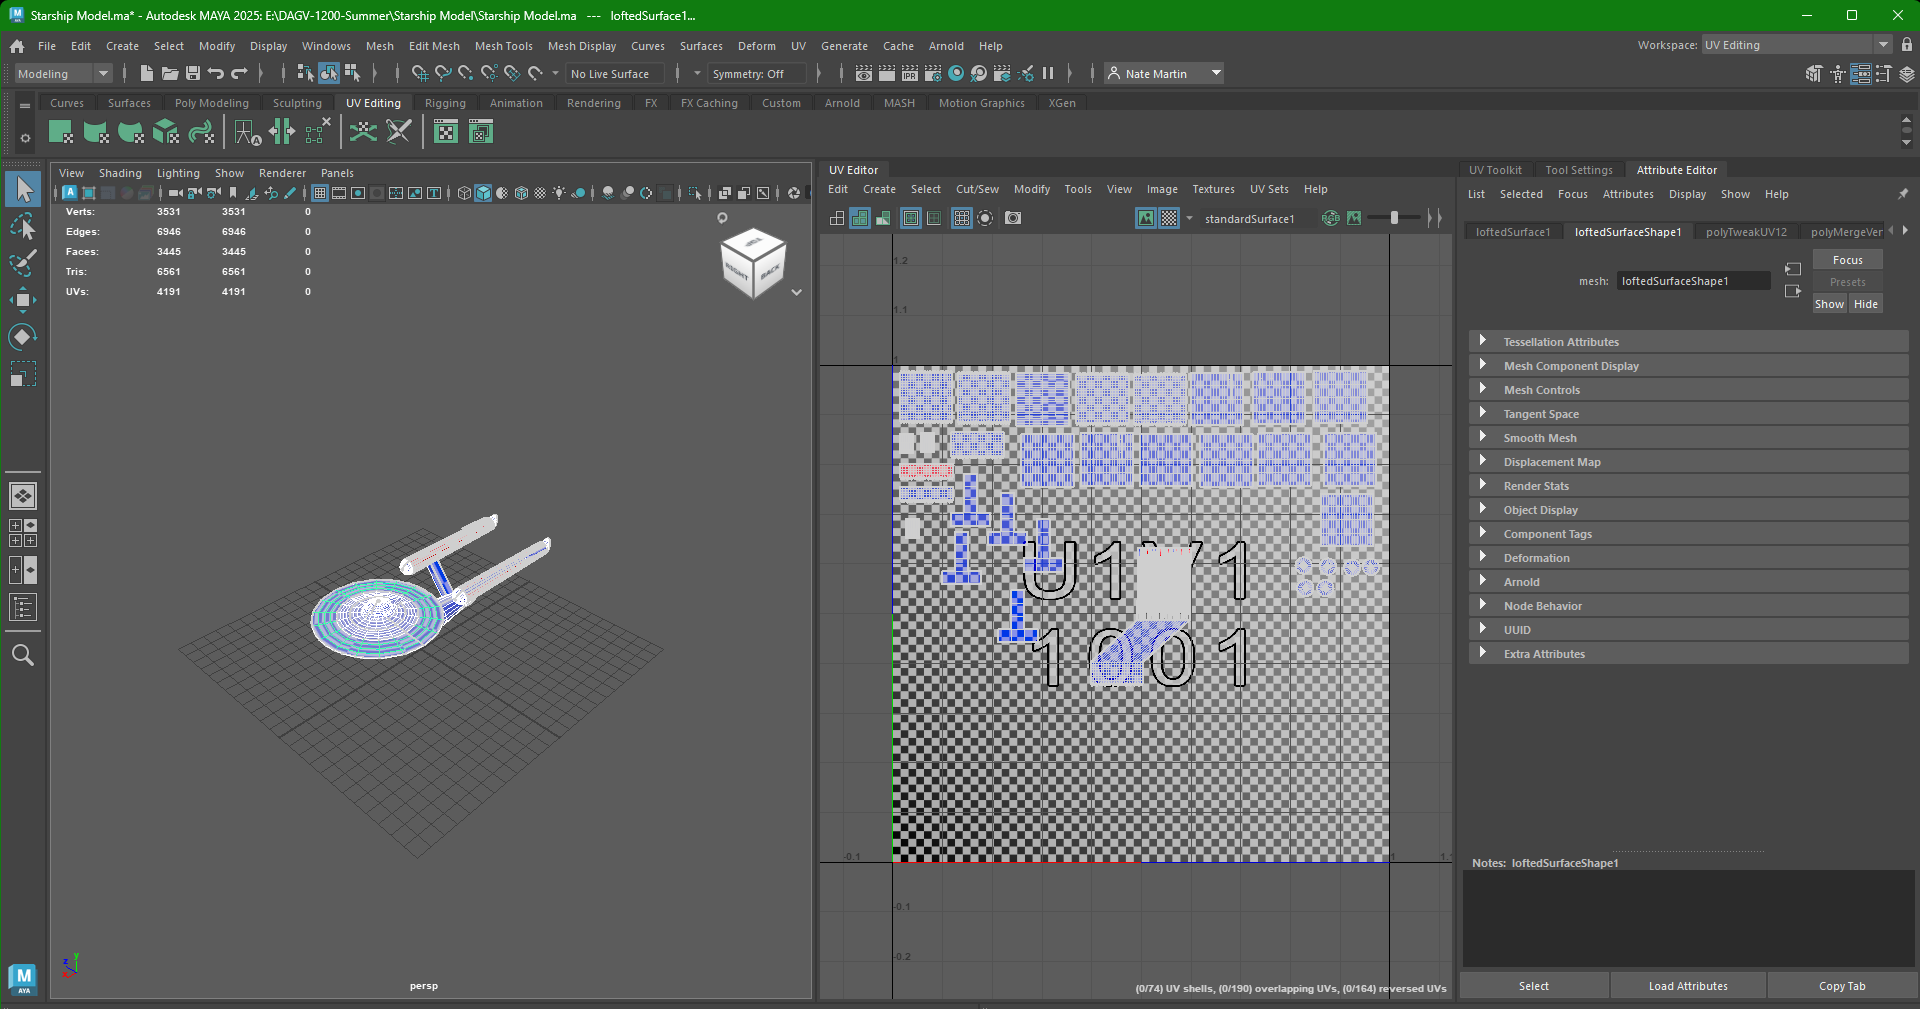 Starship Model.ma* - Autodesk MAYA 2025: E:\DAGV-1200-Summer\Starship Model\Starship Model.ma --- loftedSurface1...
File Edit Create Select Modify Display Windows Mesh Edit Mesh Mesh Tools Mesh Display Curves Surfaces Deform UV Generate Cache Arnold Help
Workspace: UV Editing
Modeling No Live Surface Symmetry: Off IPR Nate Martin
Curves Surfaces Poly Modeling Sculpting UV Editing Rigging Animation Rendering FX FX Caching Custom Arnold MASH Motion Graphics XGen
View Shading Lighting Show Renderer Panels
Verts: 3531 3531 0
Edges: 6946 6946 0
Faces: 3445 3445 0
Tris: 6561 6561 0
UVs: 4191 4191 0
RIGHT BACK
persp
z y x
M
AYA
UV Editor
Edit Create Select Cut/Sew Modify Tools View Image Textures UV Sets Help
standardSurface1 RGB
1.2
1.1
1
U1V1
1001
-0.1 1 1.1
-0.1
-0.2
(0/74) UV shells, (0/190) overlapping UVs, (0/164) reversed UVs
UV Toolkit Tool Settings Attribute Editor
List Selected Focus Attributes Display Show Help
loftedSurface1 loftedSurfaceShape1 polyTweakUV12 polyMergeVer
mesh: loftedSurfaceShape1
Focus
Presets
Show Hide
Tessellation Attributes
Mesh Component Display
Mesh Controls
Tangent Space
Smooth Mesh
Displacement Map
Render Stats
Object Display
Component Tags
Deformation
Arnold
Node Behavior
UUID
Extra Attributes
Notes: loftedSurfaceShape1
Select Load Attributes Copy Tab